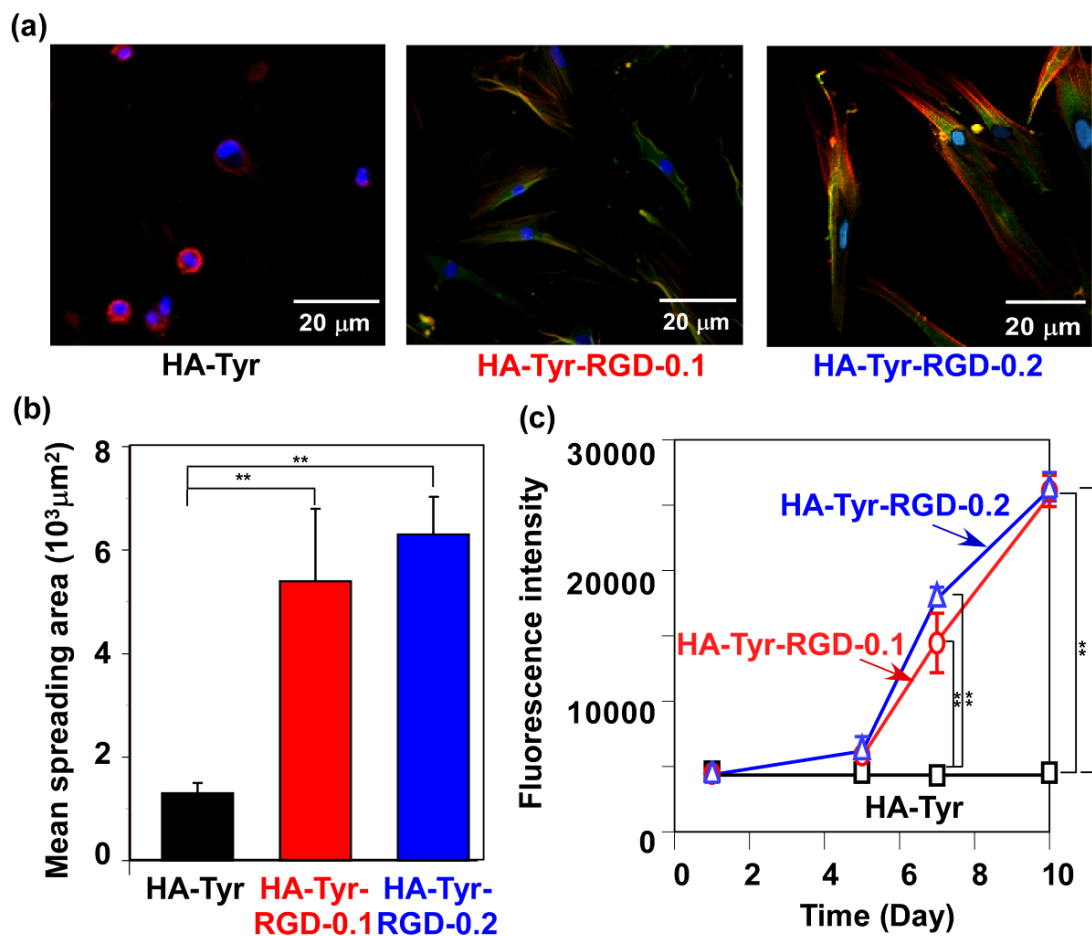 (a)
20 μm
20 μm
20 μm
HA-Tyr
HA-Tyr-RGD-0.1
HA-Tyr-RGD-0.2
(b)
Mean spreading area (10³μm²)
8
6
4
2
0
**
**
HA-Tyr
HA-Tyr-
RGD-0.1
HA-Tyr-
RGD-0.2
(c)
Fluorescence intensity
30000
20000
10000
0
HA-Tyr-RGD-0.2
HA-Tyr-RGD-0.1
HA-Tyr
**
**
**
0 2 4 6 8 10
Time (Day)